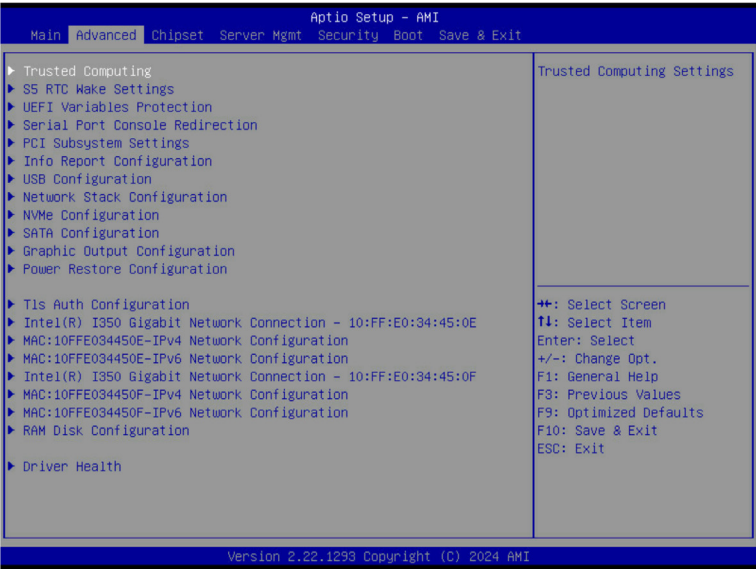 Aptio Setup – AMI
Main Advanced Chipset Server Mgmt Security Boot Save & Exit
▶ Trusted Computing
▶ S5 RTC Wake Settings
▶ UEFI Variables Protection
▶ Serial Port Console Redirection
▶ PCI Subsystem Settings
▶ Info Report Configuration
▶ USB Configuration
▶ Network Stack Configuration
▶ NVMe Configuration
▶ SATA Configuration
▶ Graphic Output Configuration
▶ Power Restore Configuration
▶ Tls Auth Configuration
▶ Intel(R) I350 Gigabit Network Connection – 10:FF:E0:34:45:0E
▶ MAC:10FFE034450E-IPv4 Network Configuration
▶ MAC:10FFE034450E-IPv6 Network Configuration
▶ Intel(R) I350 Gigabit Network Connection – 10:FF:E0:34:45:0F
▶ MAC:10FFE034450F-IPv4 Network Configuration
▶ MAC:10FFE034450F-IPv6 Network Configuration
▶ RAM Disk Configuration
▶ Driver Health
Trusted Computing Settings
→←: Select Screen
↑↓: Select Item
Enter: Select
+/-: Change Opt.
F1: General Help
F3: Previous Values
F9: Optimized Defaults
F10: Save & Exit
ESC: Exit
Version 2.22.1293 Copyright (C) 2024 AMI